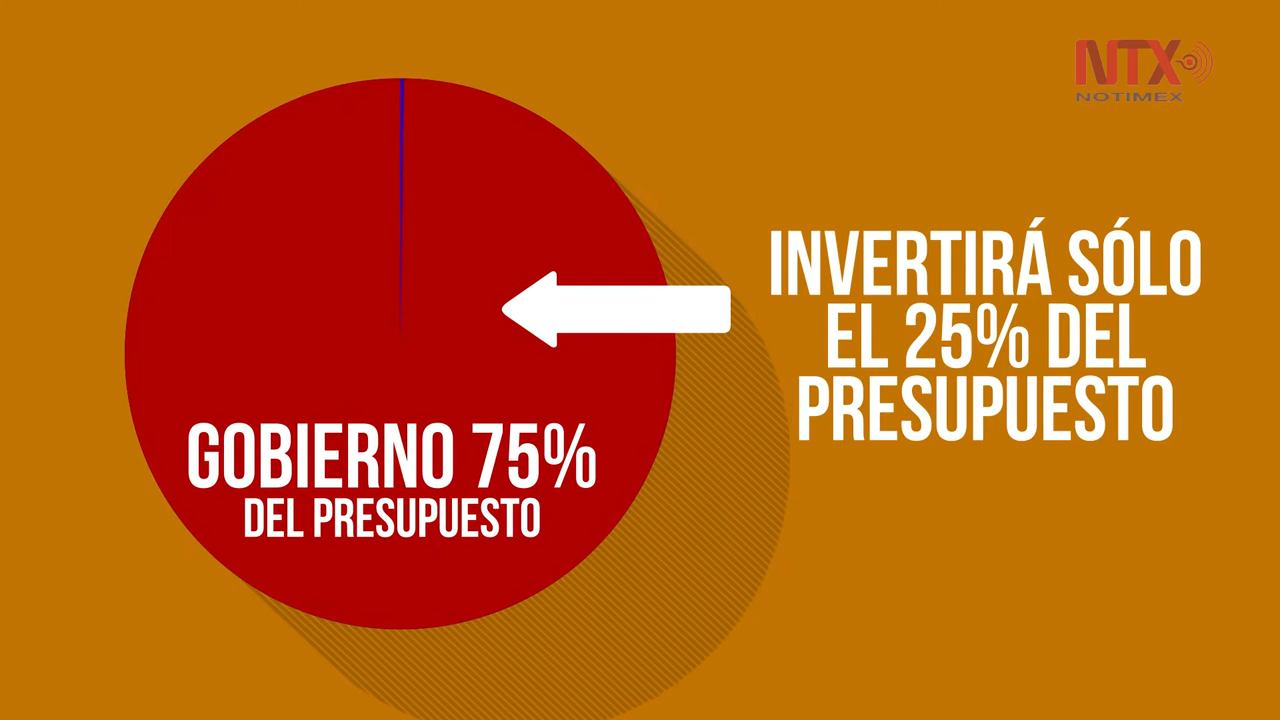 NTX
NOTIMEX
INVERTIRÁ SÓLO
EL 25% DEL
PRESUPUESTO
GOBIERNO 75%
DEL PRESUPUESTO